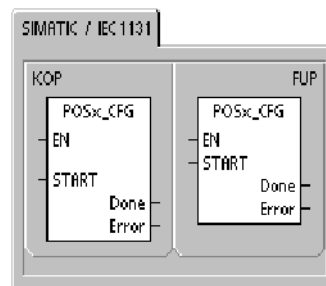 SIMATIC / IEC 1131
KOP
POSx_CFG
EN
START
Done
Error
FUP
POSx_CFG
EN
START
Done
Error